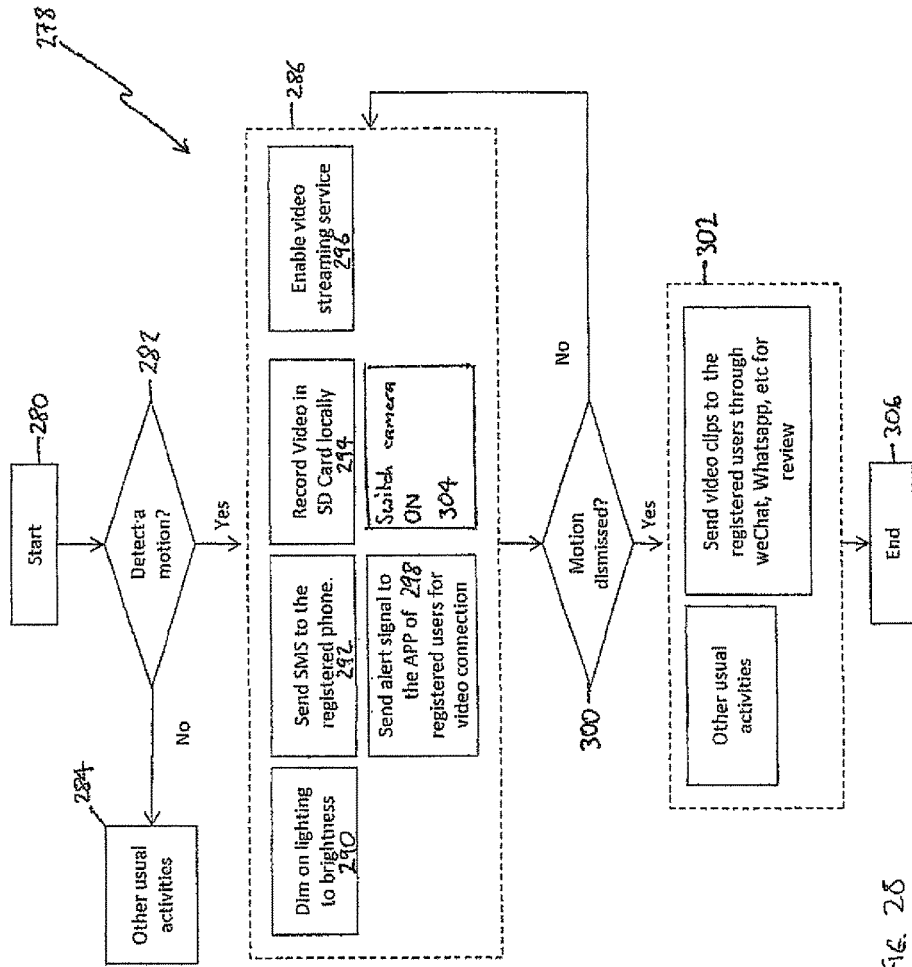 278
Start
280
Detect a
motion?
282
No
Yes
284
Other usual
activities
286
Dim on lighting
to brightness
290
Send SMS to the
registered phone.
292
Record Video in
SD Card locally
294
Enable video
streaming service
296
Send alert signal to
the APP of 298
registered users for
video connection
Switch camera
ON
304
Motion
dismissed?
300
No
Yes
302
Other usual
activities
Send video clips to the
registered users through
weChat, Whatsapp, etc for
review
End
306
FIG. 28